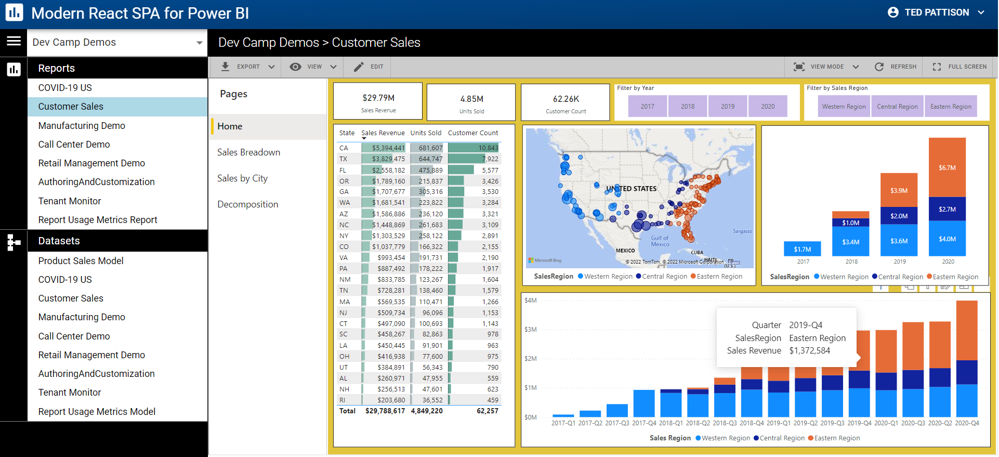 Modern React SPA for Power BI
TED PATTISON
Dev Camp Demos
Dev Camp Demos > Customer Sales
EXPORT
VIEW
EDIT
VIEW MODE
REFRESH
FULL SCREEN
Reports
COVID-19 US
Customer Sales
Manufacturing Demo
Call Center Demo
Retail Management Demo
AuthoringAndCustomization
Tenant Monitor
Report Usage Metrics Report
Datasets
Product Sales Model
COVID-19 US
Customer Sales
Manufacturing Demo
Call Center Demo
Retail Management Demo
AuthoringAndCustomization
Tenant Monitor
Report Usage Metrics Model
Pages
Home
Sales Breadown
Sales by City
Decomposition
$29.79M
Sales Revenue
4.85M
Units Sold
62.26K
Customer Count
Filter by Year
2017 2018 2019 2020
Filter by Sales Region
Western Region Central Region Eastern Region
State Sales Revenue Units Sold Customer Count
CA $5,394,441 681,607 10,843
TX $3,829,475 644,747 7,922
FL $2,558,182 475,889 5,577
OR $1,789,160 215,837 3,426
GA $1,707,677 305,316 3,530
WA $1,681,541 223,822 3,284
AZ $1,586,886 236,120 3,321
NC $1,448,869 261,683 3,109
NY $1,303,529 258,122 2,891
CO $1,037,779 166,322 2,155
VA $993,454 191,731 2,190
PA $887,492 178,222 1,917
NM $833,785 123,267 1,604
TN $728,281 138,460 1,579
MA $569,535 110,471 1,266
NJ $509,734 96,096 1,153
CT $497,090 100,693 1,143
SC $458,267 82,863 978
LA $450,445 91,901 963
OH $416,938 77,600 975
UT $384,891 56,343 790
AL $260,971 47,955 559
NH $256,513 47,601 623
RI $203,680 36,552 459
Total $29,788,617 4,849,220 62,257
UNITED STATES
Sargasso
Gulf of
Mexico
MEXICO
CUBA
HAITI
PR
(U.S.)
Microsoft Bing
© 2022 TomTom, © 2022 Microsoft Corporation Terms
SalesRegion Western Region Central Region Eastern Region
$6.7M
$3.9M
$2.7M
$2.0M
$1.0M
$4.0M
$3.6M
$3.4M
$1.7M
2017 2018 2019 2020
SalesRegion Western Region Central Region Eastern Region
$4M
$3M
$2M
$1M
$0M
Quarter 2019-Q4
SalesRegion Eastern Region
Sales Revenue $1,372,584
2017-Q1 2017-Q2 2017-Q3 2017-Q4 2018-Q1 2018-Q2 2018-Q3 2018-Q4 2019-Q1 2019-Q2 2019-Q3 2019-Q4 2020-Q1 2020-Q3 2020-Q2 2020-Q4
Sales Region Western Region Central Region Eastern Region